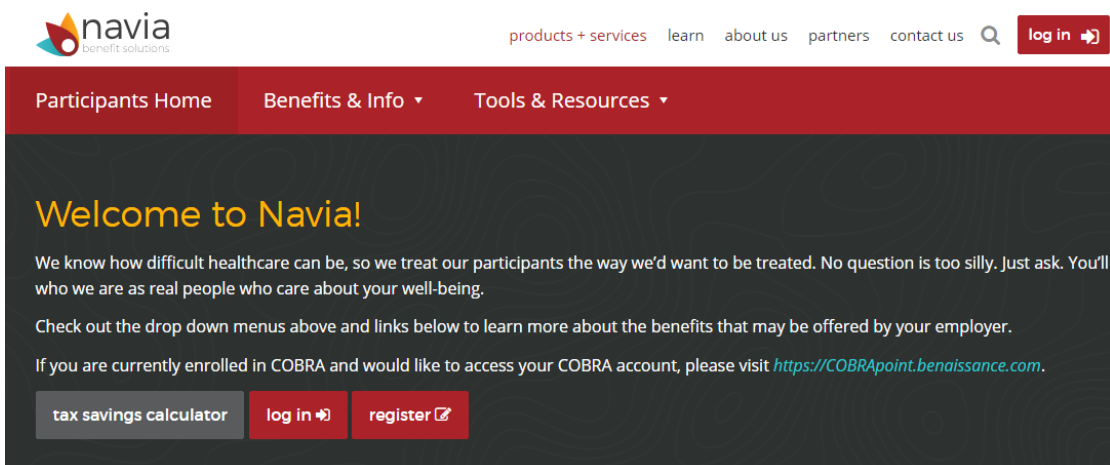 navia
benefit solutions
products + services learn about us partners contact us log in
Participants Home Benefits & Info Tools & Resources
Welcome to Navia!
We know how difficult healthcare can be, so we treat our participants the way we'd want to be treated. No question is too silly. Just ask. You'll
who we are as real people who care about your well-being.
Check out the drop down menus above and links below to learn more about the benefits that may be offered by your employer.
If you are currently enrolled in COBRA and would like to access your COBRA account, please visit https://COBRApoint.benaissance.com.
tax savings calculator log in register